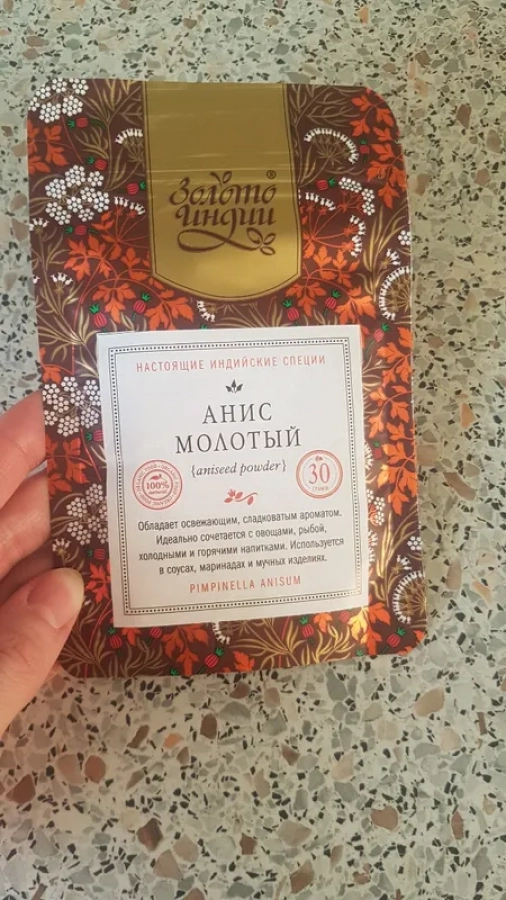 Золото
Индии®
НАСТОЯЩИЕ ИНДИЙСКИЕ СПЕЦИИ
АНИС
МОЛОТЫЙ
{aniseed powder}
100%
30
Обладает освежающим, сладковатым ароматом.
Идеально сочетается с овощами, рыбой,
холодными и горячими напитками. Используется
в соусах, маринадах и мучных изделиях.
PIMPINELLA ANISUM